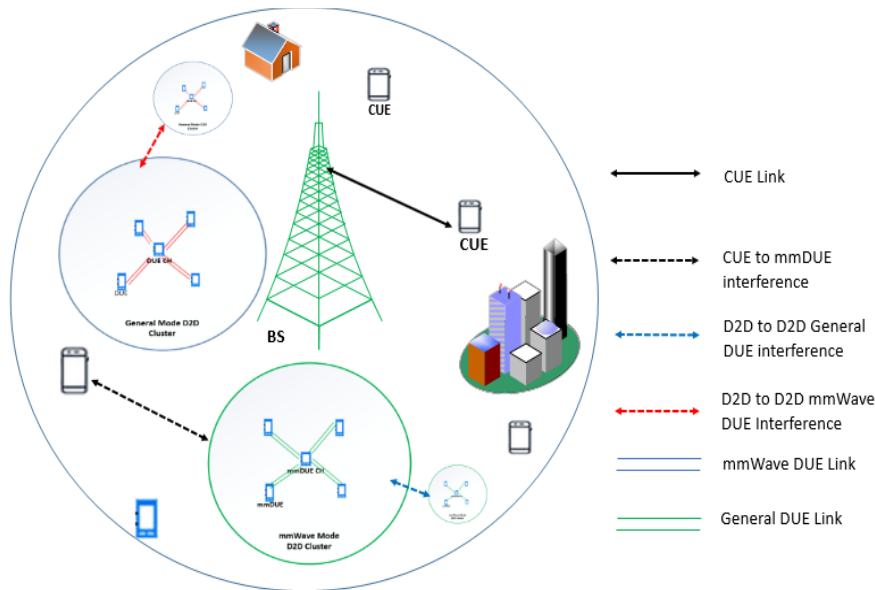 CUE
CUE
DUE CH
DUE
General Mode D2D
Cluster
BS
mmDUE CH
mmDUE
mmWave Mode
D2D Cluster
CUE Link
CUE to mmDUE
interference
D2D to D2D General
DUE interference
D2D to D2D mmWave
DUE Interference
mmWave DUE Link
General DUE Link